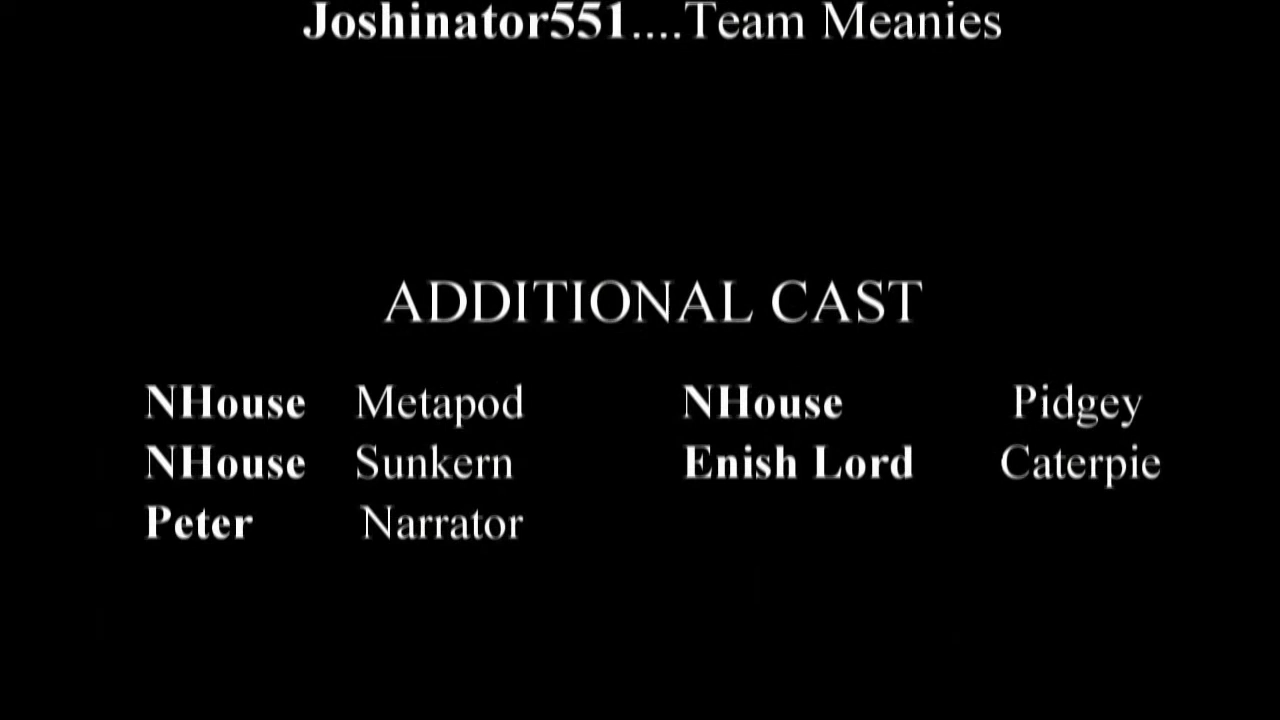 Joshinator551....Team Meanies
ADDITIONAL CAST
NHouse Metapod NHouse Pidgey
NHouse Sunkern Enish Lord Caterpie
Peter Narrator